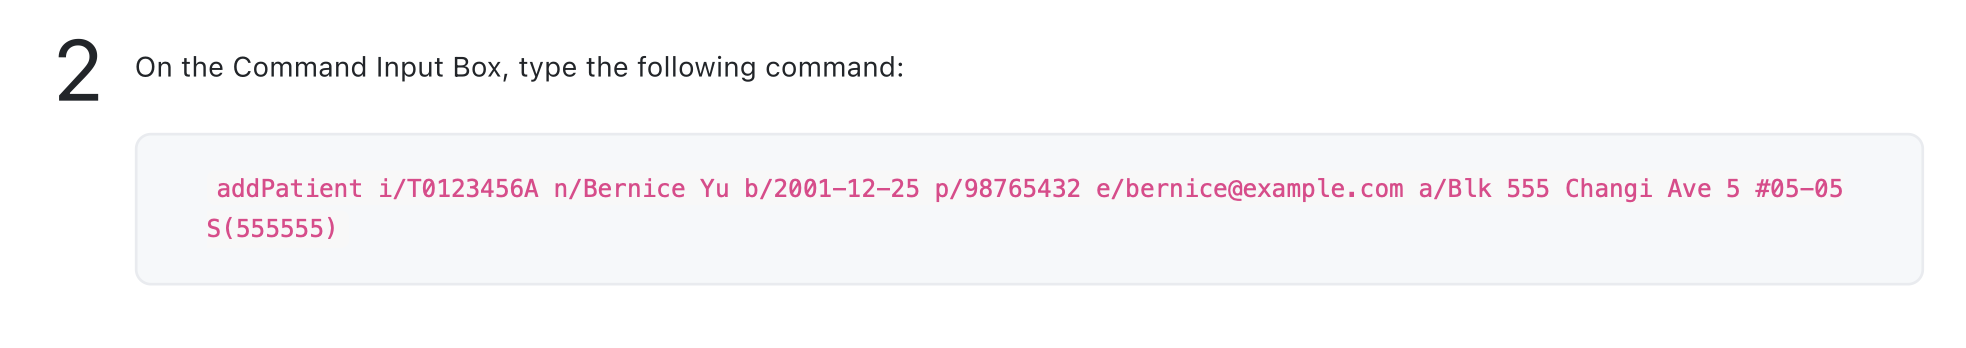 2
On the Command Input Box, type the following command:
addPatient i/T0123456A n/Bernice Yu b/2001-12-25 p/98765432 e/bernice@example.com a/Blk 555 Changi Ave 5 #05-05
S(555555)